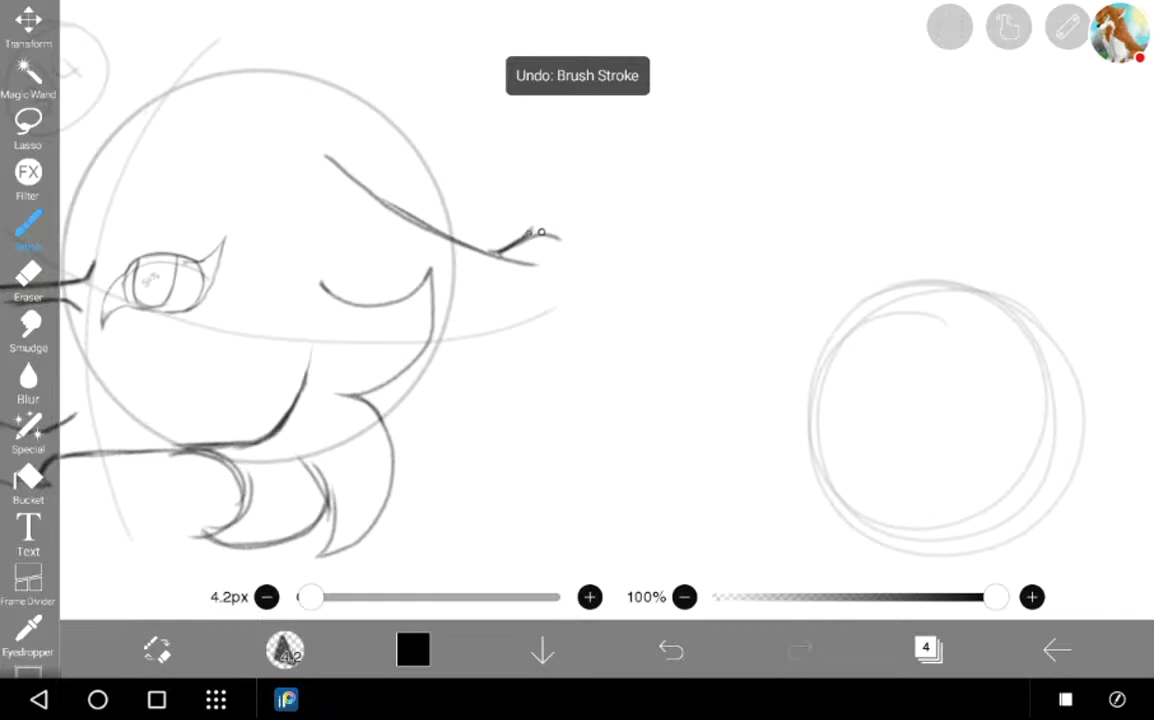 Transform
Magic Wand
Lasso
FX
Filter
Brush
Eraser
Smudge
Blur
Special
Bucket
T
Text
Frame Divider
Eyedropper
Undo: Brush Stroke
4.2px
100%
4.2
4
iP